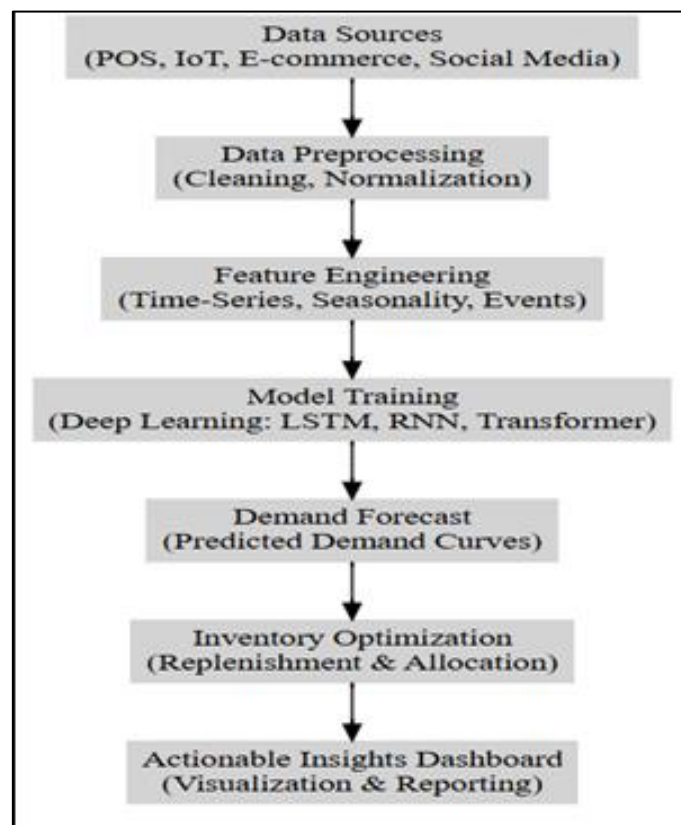 Data Sources
(POS, IoT, E-commerce, Social Media)
Data Preprocessing
(Cleaning, Normalization)
Feature Engineering
(Time-Series, Seasonality, Events)
Model Training
(Deep Learning: LSTM, RNN, Transformer)
Demand Forecast
(Predicted Demand Curves)
Inventory Optimization
(Replenishment & Allocation)
Actionable Insights Dashboard
(Visualization & Reporting)